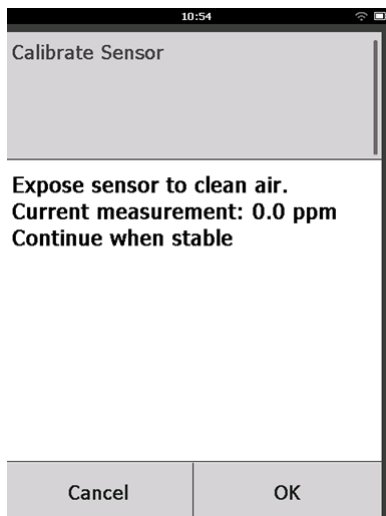 10:54
Calibrate Sensor
Expose sensor to clean air.
Current measurement: 0.0 ppm
Continue when stable
Cancel
OK